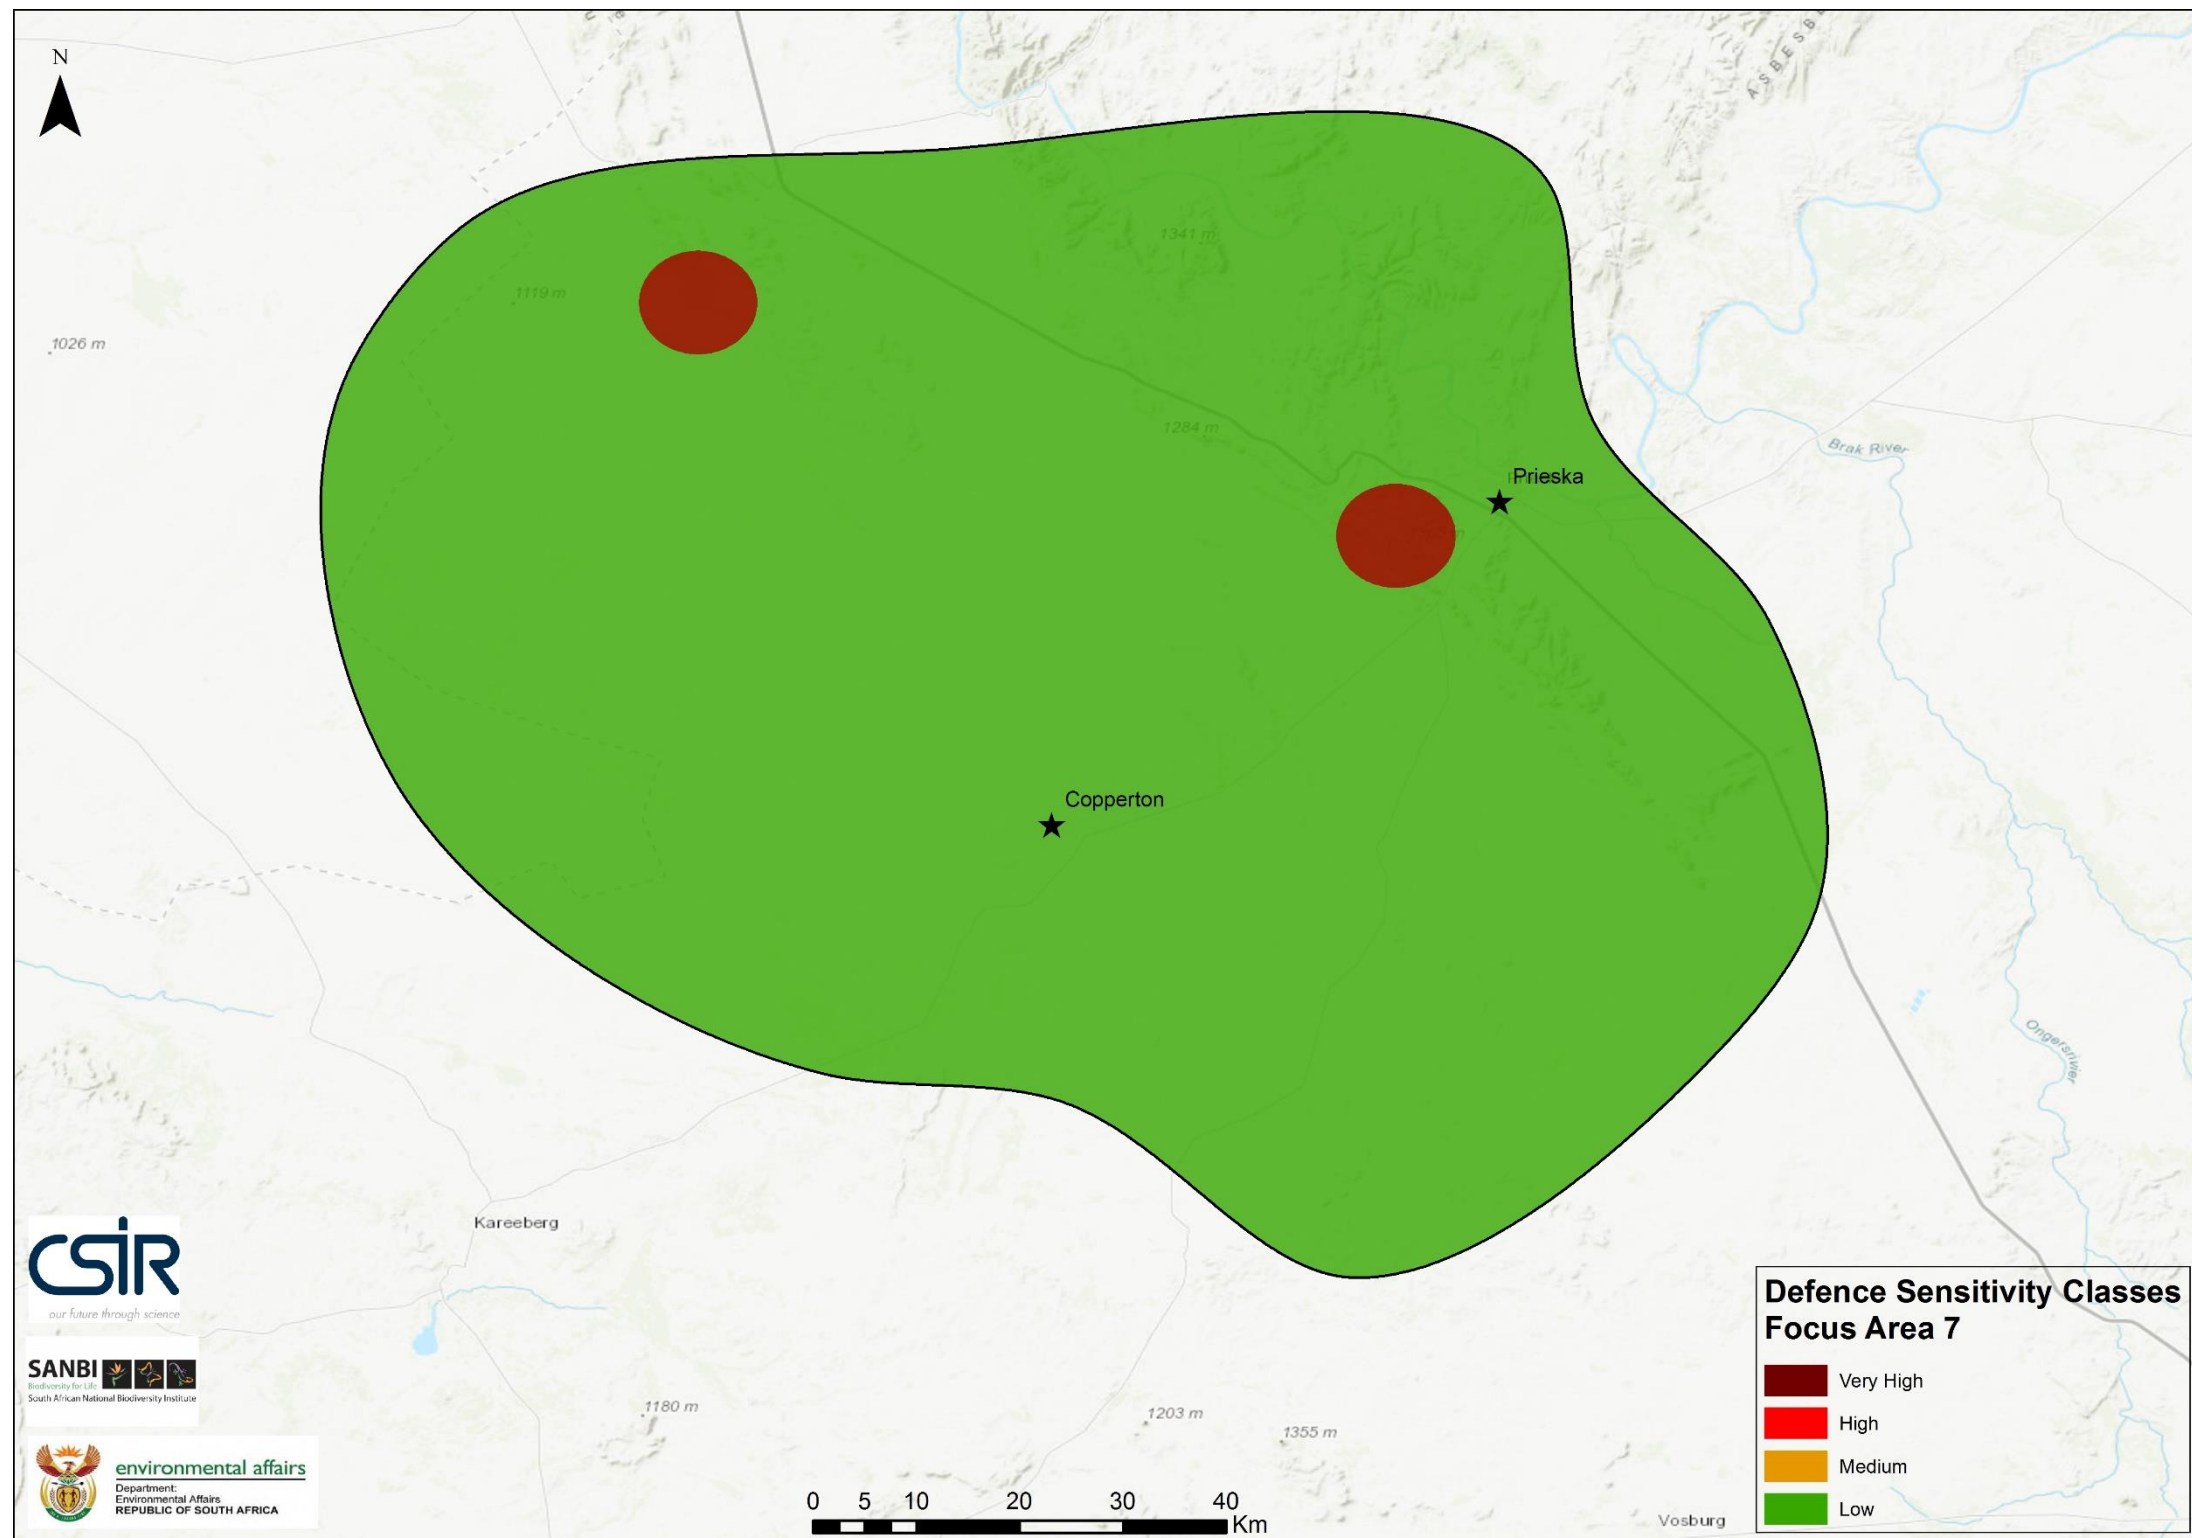 N
ASBESBE
1341 m
1119 m
1026 m
1284 m
Brak River
Prieska
Copperton
Ongersrivier
Kareeberg
CSIR
our future through science
SANBI
Biodiversity for Life
South African National Biodiversity Institute
environmental affairs
Department:
Environmental Affairs
REPUBLIC OF SOUTH AFRICA
1180 m
1203 m
1355 m
0 5 10 20 30 40
Km
Vosburg
Defence Sensitivity Classes
Focus Area 7
Very High
High
Medium
Low